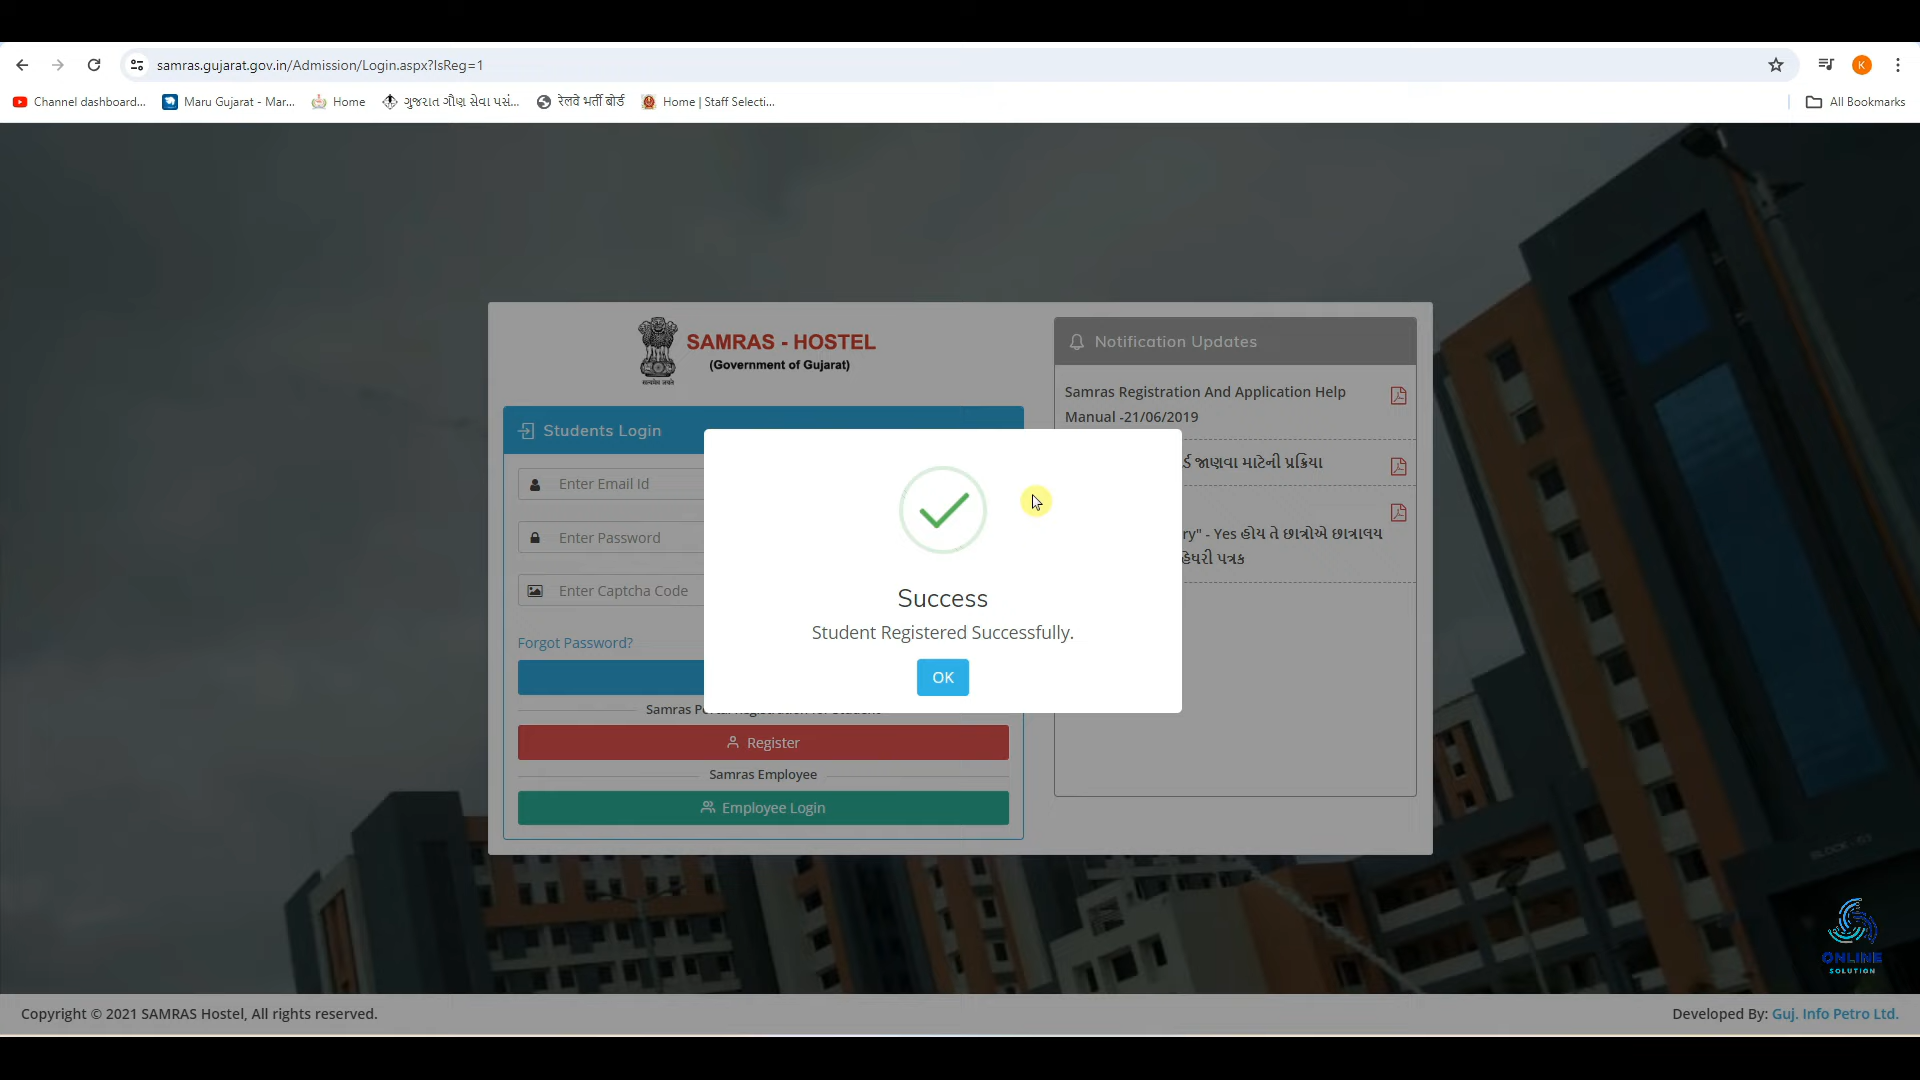 samras.gujarat.gov.in/Admission/Login.aspx?IsReg=1
K
Channel dashboard...
Maru Gujarat - Mar...
Home
ગુજરાત ગૌણ સેવા પસં...
रेलवे भर्ती बोर्ड
Home | Staff Selecti...
All Bookmarks
SAMRAS - HOSTEL
(Government of Gujarat)
सत्यमेव जयते
Students Login
Enter Email Id
Enter Password
Enter Captcha Code
Forgot Password?
Samras
Register
Samras Employee
Employee Login
Notification Updates
Samras Registration And Application Help
Manual -21/06/2019
જાણવા માટેની પ્રક્રિયા
ry" - Yes હોય તે છાત્રોએ છાત્રાલય
પત્રક
Success
Student Registered Successfully.
OK
ONLINE
SOLUTION
Copyright © 2021 SAMRAS Hostel, All rights reserved.
Developed By: Guj. Info Petro Ltd.